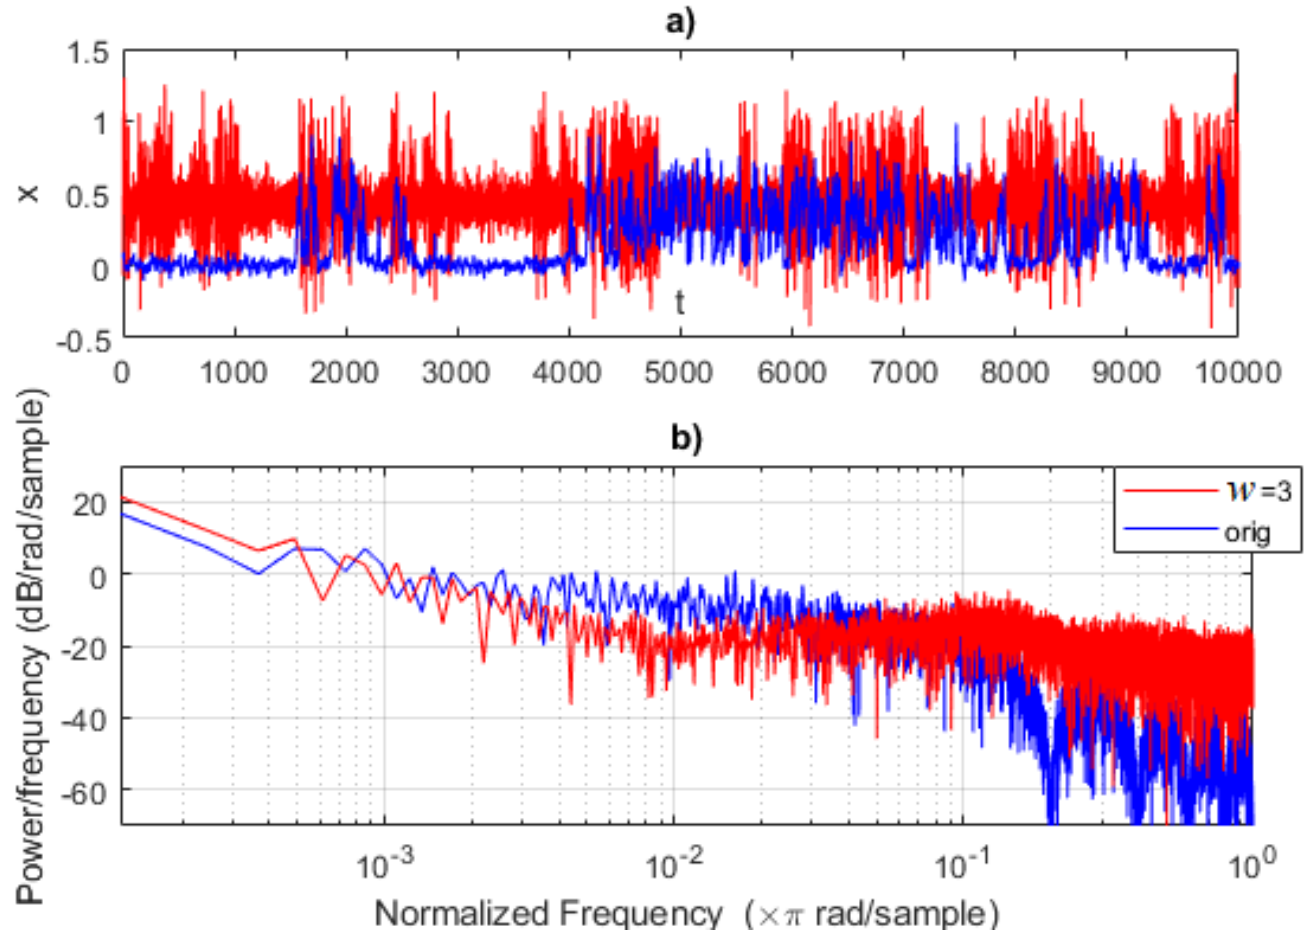 a)
1.5
1
0.5
0
-0.5
x
t
0 1000 2000 3000 4000 5000 6000 7000 8000 9000 10000
b)
20
0
-20
-40
-60
Power/frequency (dB/rad/sample)
w=3
orig
10-3 10-2 10-1 100
Normalized Frequency (×π rad/sample)